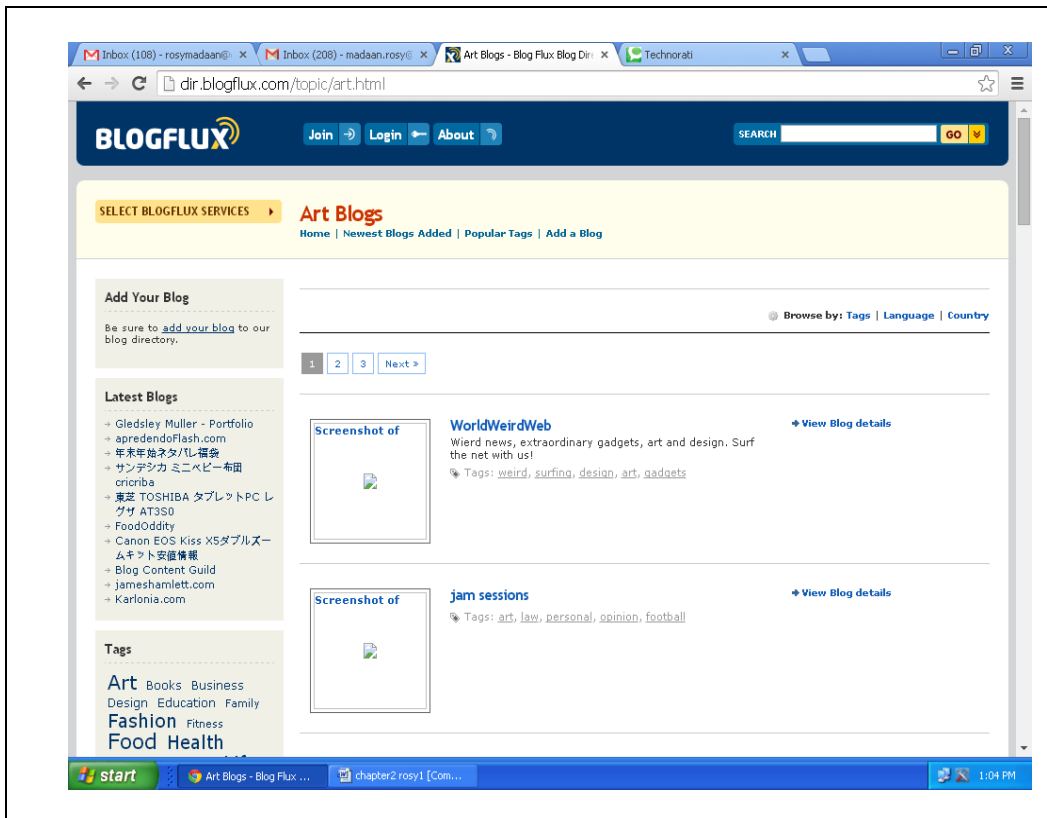 Inbox (108) - rosymadaan@
Inbox (208) - madaan.rosy@
Art Blogs - Blog Flux Blog Dire
Technorati
dir.blogflux.com/topic/art.html
BLOGFLUX
Join
Login
About
SEARCH
GO
SELECT BLOGFLUX SERVICES
Art Blogs
Home | Newest Blogs Added | Popular Tags | Add a Blog
Add Your Blog
Be sure to add your blog to our
blog directory.
Browse by: Tags | Language | Country
1 2 3 Next »
Latest Blogs
Gledsley Muller - Portfolio
apredendoFlash.com
年末年始ネタバレ福袋
サンデシカ ミニベビー布団
cricriba
東芝 TOSHIBA タブレットPC レ
グザ AT3S0
FoodOddity
Canon EOS Kiss X5ダブルズー
ムキット安値情報
Blog Content Guild
jameshamlett.com
Karlonia.com
Screenshot of
WorldWeirdWeb
Wierd news, extraordinary gadgets, art and design. Surf
the net with us!
Tags: weird, surfing, design, art, gadgets
View Blog details
Screenshot of
jam sessions
Tags: art, law, personal, opinion, football
View Blog details
Tags
Art Books Business
Design Education Family
Fashion Fitness
Food Health
start
Art Blogs - Blog Flux ...
chapter2 rosy1 [Com...
1:04 PM